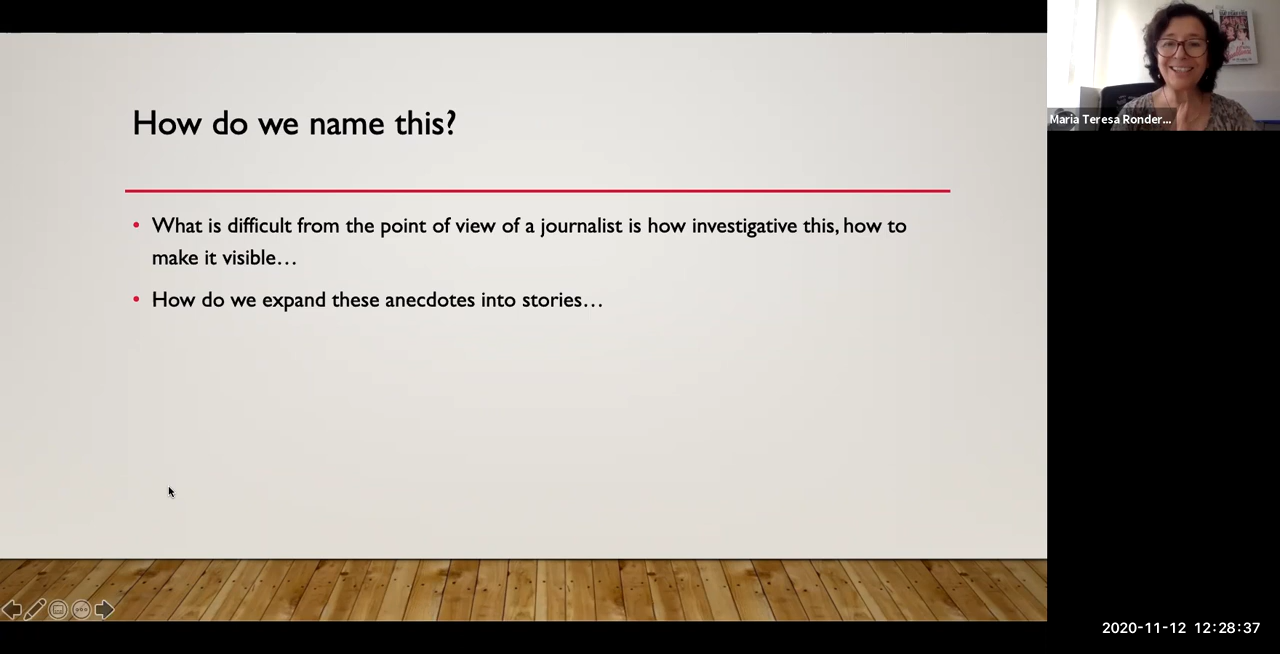 How do we name this?
• What is difficult from the point of view of a journalist is how investigative this, how to
make it visible…
• How do we expand these anecdotes into stories…
Maria Teresa Ronder...
2020-11-12 12:28:37